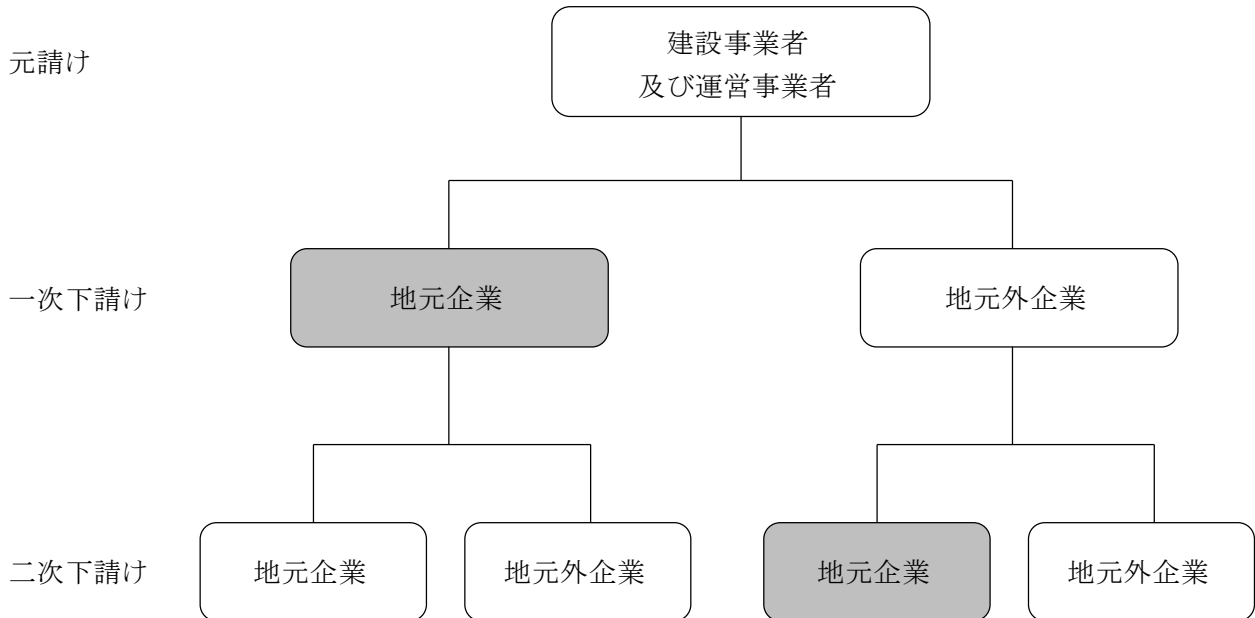 元請け
建設事業者
及び運営事業者
一次下請け
地元企業
地元外企業
二次下請け
地元企業
地元外企業
地元企業
地元外企業